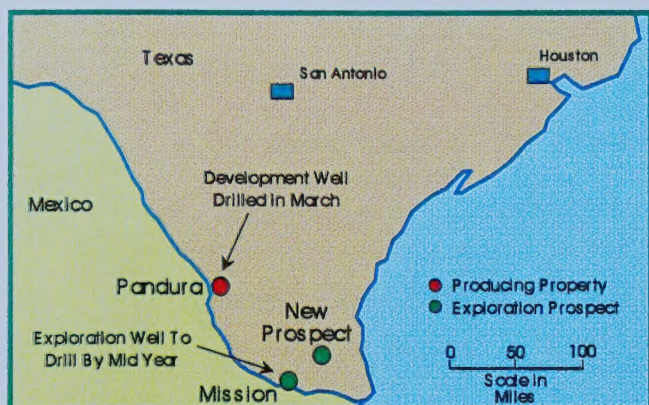 Texas
San Antonio
Houston
Mexico
Development Well
Drilled in March
Pandura
New
Prospect
Exploration Well To
Drill By Mid Year
Mission
Producing Property
Exploration Prospect
0 50 100
Scale in
Miles